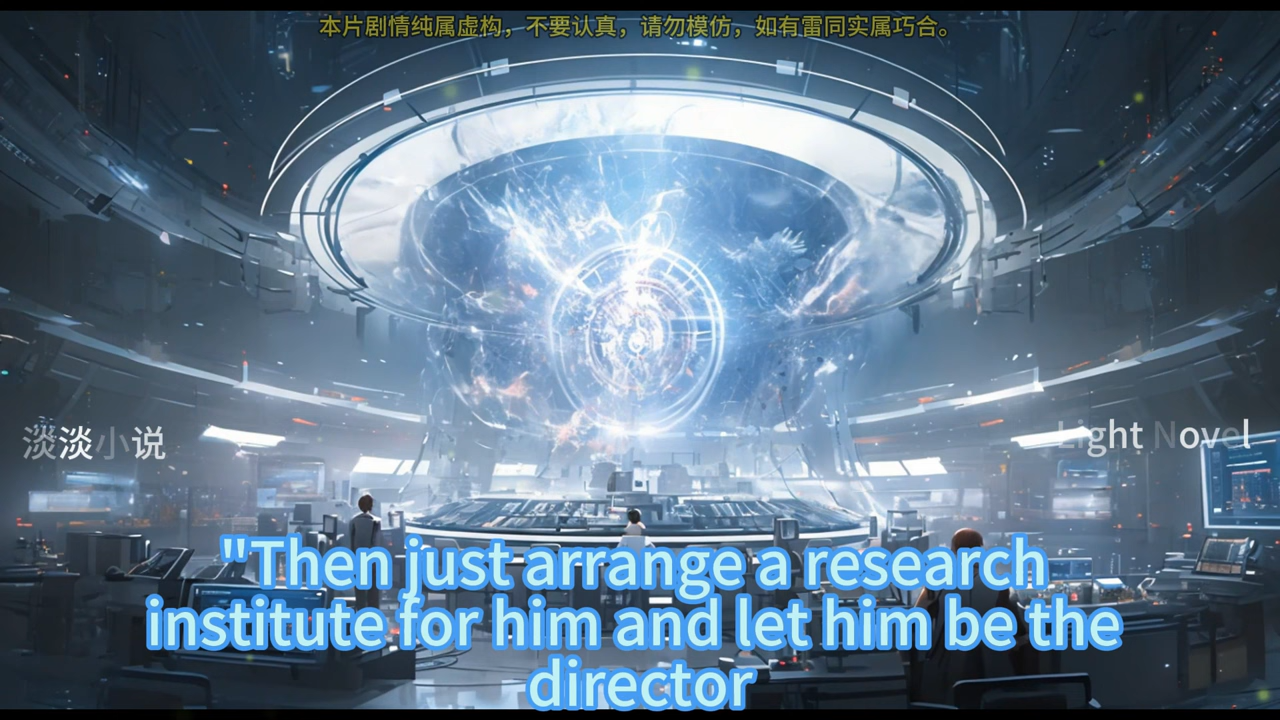 本片剧情纯属虚构，不要认真，请勿模仿，如有雷同实属巧合。
淡淡小说
Light Novel
"Then just arrange a research
institute for him and let him be the
director